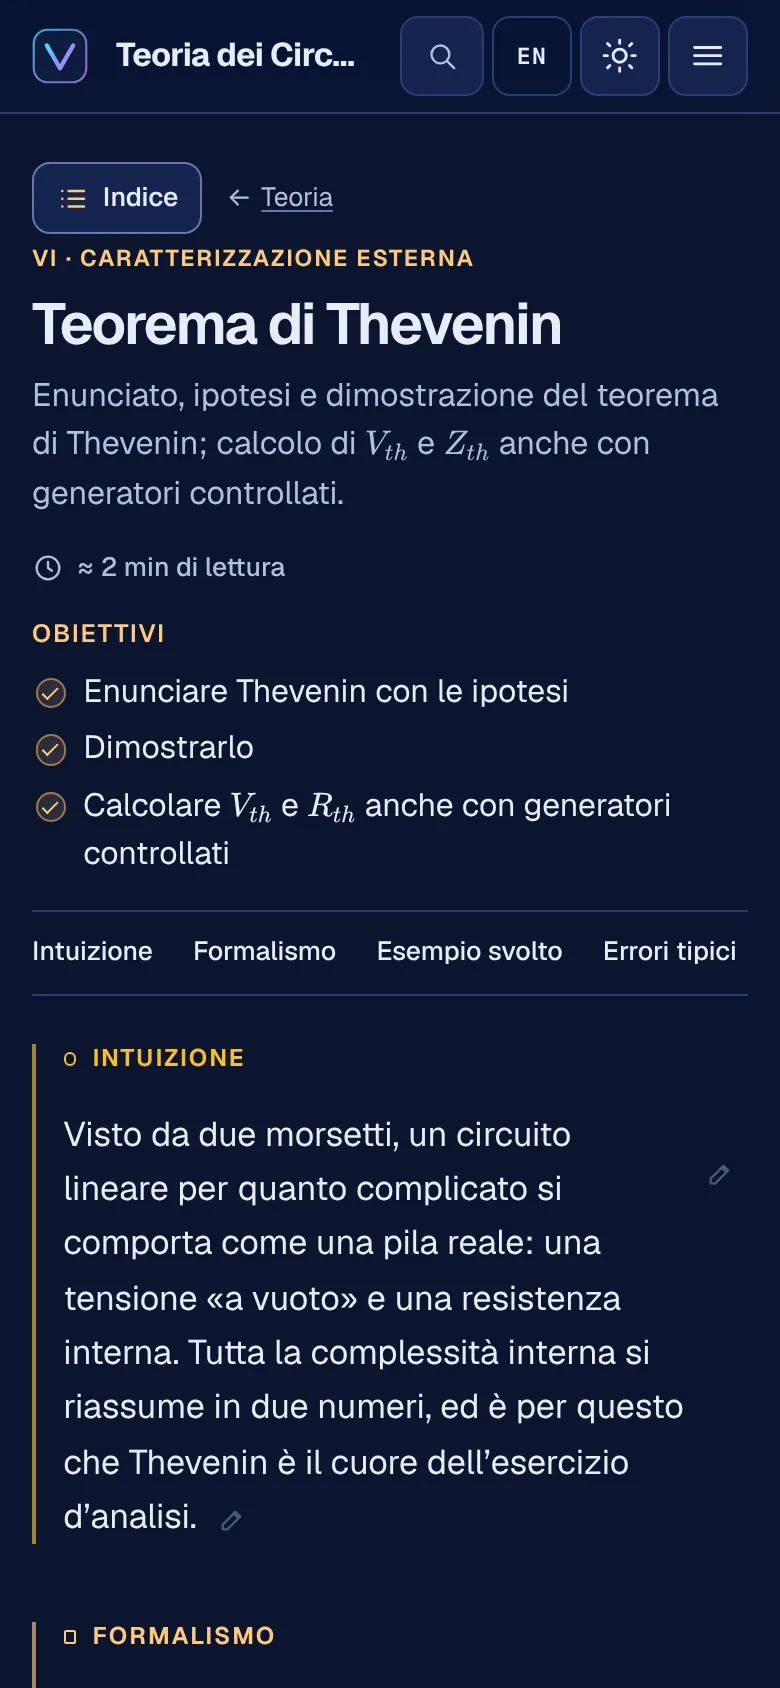 Teoria dei Circ...
EN
Indice
← Teoria
VI · CARATTERIZZAZIONE ESTERNA
Teorema di Thevenin
Enunciato, ipotesi e dimostrazione del teorema
di Thevenin; calcolo di V_th e Z_th anche con
generatori controllati.
≈ 2 min di lettura
OBIETTIVI
Enunciare Thevenin con le ipotesi
Dimostrarlo
Calcolare V_th e R_th anche con generatori
controllati
Intuizione Formalismo Esempio svolto Errori tipici
INTUIZIONE
Visto da due morsetti, un circuito
lineare per quanto complicato si
comporta come una pila reale: una
tensione «a vuoto» e una resistenza
interna. Tutta la complessità interna si
riassume in due numeri, ed è per questo
che Thevenin è il cuore dell’esercizio
d’analisi.
FORMALISMO